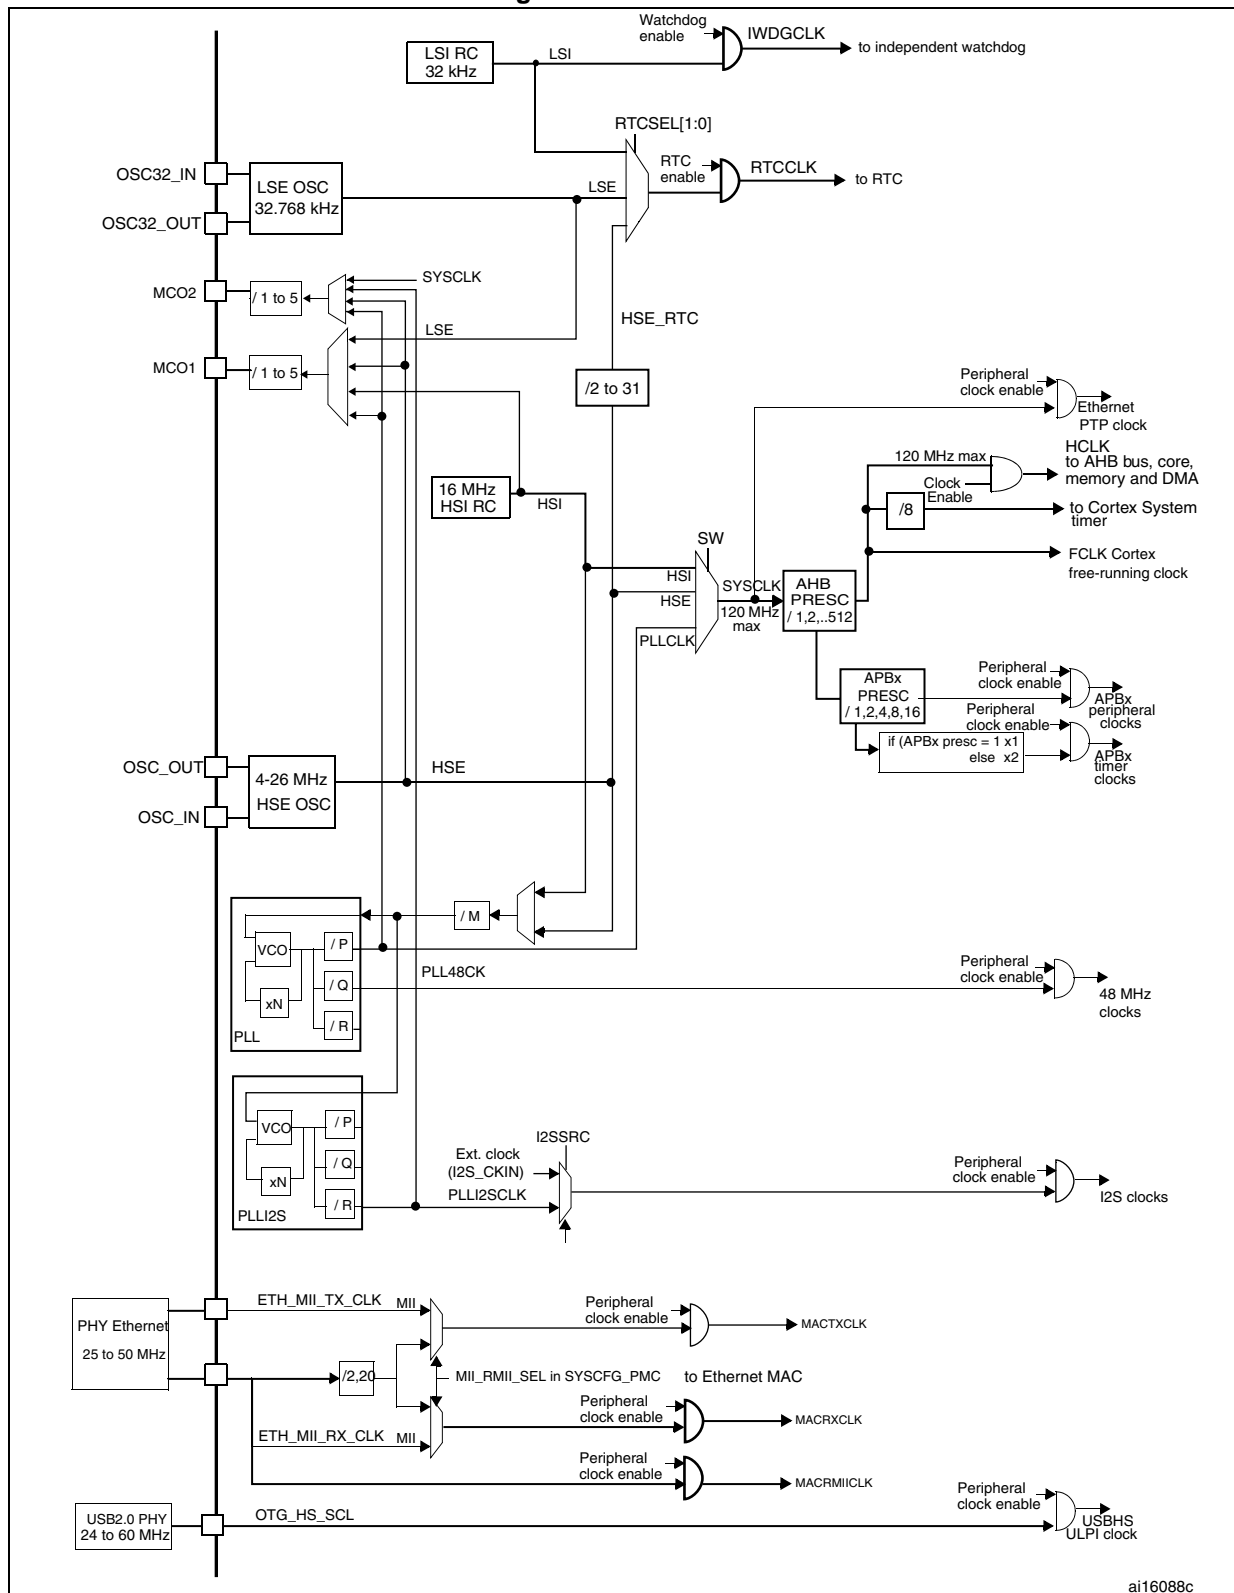 Watchdog
enable
IWDGCLK
to independent watchdog
LSI RC
32 kHz
LSI
RTCSEL[1:0]
OSC32_IN
OSC32_OUT
LSE OSC
32.768 kHz
LSE
RTC
enable
RTCCLK
to RTC
SYSCLK
MCO2
/ 1 to 5
HSE_RTC
LSE
MCO1
/ 1 to 5
/2 to 31
Peripheral
clock enable
Ethernet
PTP clock
16 MHz
HSI RC
HSI
120 MHz max
HCLK
to AHB bus, core,
memory and DMA
Clock
Enable
/8
to Cortex System
timer
FCLK Cortex
free-running clock
SW
HSI
HSE
PLLCLK
SYSCLK
120 MHz
max
AHB
PRESC
/ 1,2,..512
APBx
PRESC
/ 1,2,4,8,16
Peripheral
clock enable
APBx
peripheral
clocks
Peripheral
clock enable
if (APBx presc = 1 x1
else x2
APBx
timer
clocks
OSC_OUT
OSC_IN
4-26 MHz
HSE OSC
HSE
/ M
VCO
xN
/ P
/ Q
/ R
PLL
PLL48CK
Peripheral
clock enable
48 MHz
clocks
VCO
xN
/ P
/ Q
/ R
PLLI2S
I2SSRC
Ext. clock
(I2S_CKIN)
PLLI2SCLK
Peripheral
clock enable
I2S clocks
PHY Ethernet
25 to 50 MHz
ETH_MII_TX_CLK
MII
Peripheral
clock enable
MACTXCLK
/2,20
MII_RMII_SEL in SYSCFG_PMC
to Ethernet MAC
Peripheral
clock enable
MACRXCLK
ETH_MII_RX_CLK
MII
Peripheral
clock enable
MACRMIICLK
USB2.0 PHY
24 to 60 MHz
OTG_HS_SCL
Peripheral
clock enable
USBHS
ULPI clock
ai16088c